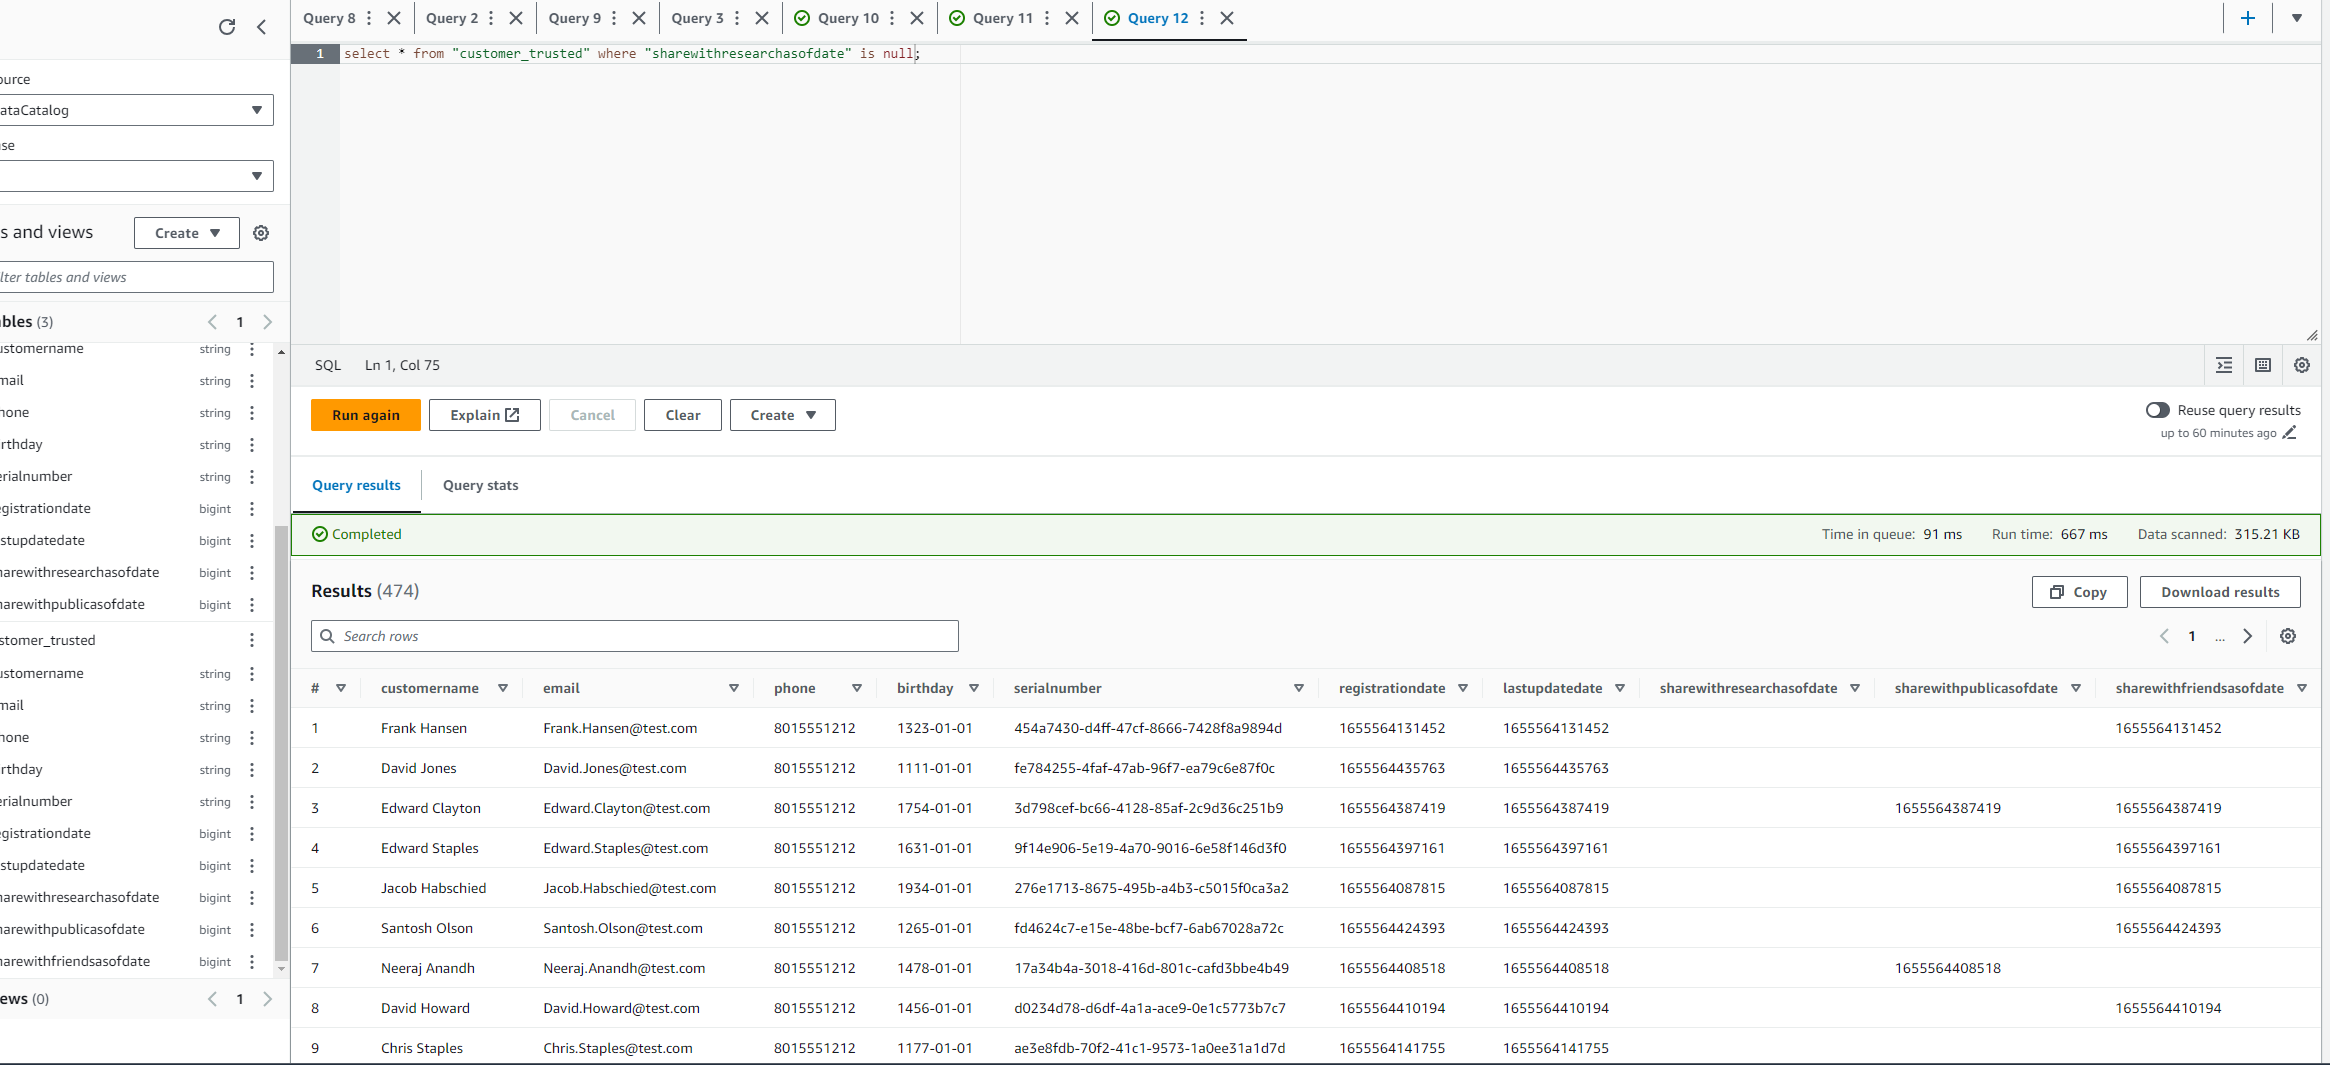 Query 8 Query 2 Query 9 Query 3 Query 10 Query 11 Query 12
1 select * from "customer_trusted" where "sharewithresearchasofdate" is null;
ource
ataCatalog
se
s and views Create
lter tables and views
bles (3) 1
ustomername string
mail string
hone string
rthday string
erialnumber string
egistrationdate bigint
stupdatedate bigint
harewithresearchasofdate bigint
harewithpublicasofdate bigint
stomer_trusted
ustomername string
mail string
hone string
rthday string
erialnumber string
egistrationdate bigint
stupdatedate bigint
harewithresearchasofdate bigint
harewithpublicasofdate bigint
harewithfriendsasofdate bigint
ews (0) 1
SQL Ln 1, Col 75
Run again Explain Cancel Clear Create
Reuse query results
up to 60 minutes ago
Query results Query stats
Completed Time in queue: 91 ms Run time: 667 ms Data scanned: 315.21 KB
Results (474) Copy Download results
Search rows 1 ...
# customername email phone birthday serialnumber registrationdate lastupdatedate sharewithresearchasofdate sharewithpublicasofdate sharewithfriendsasofdate
1 Frank Hansen Frank.Hansen@test.com 8015551212 1323-01-01 454a7430-d4ff-47cf-8666-7428f8a9894d 1655564131452 1655564131452 1655564131452
2 David Jones David.Jones@test.com 8015551212 1111-01-01 fe784255-4faf-47ab-96f7-ea79c6e87f0c 1655564435763 1655564435763
3 Edward Clayton Edward.Clayton@test.com 8015551212 1754-01-01 3d798cef-bc66-4128-85af-2c9d36c251b9 1655564387419 1655564387419 1655564387419 1655564387419
4 Edward Staples Edward.Staples@test.com 8015551212 1631-01-01 9f14e906-5e19-4a70-9016-6e58f146d3f0 1655564397161 1655564397161 1655564397161
5 Jacob Habschied Jacob.Habschied@test.com 8015551212 1934-01-01 276e1713-8675-495b-a4b3-c5015f0ca3a2 1655564087815 1655564087815 1655564087815
6 Santosh Olson Santosh.Olson@test.com 8015551212 1265-01-01 fd4624c7-e15e-48be-bcf7-6ab67028a72c 1655564424393 1655564424393 1655564424393
7 Neeraj Anandh Neeraj.Anandh@test.com 8015551212 1478-01-01 17a34b4a-3018-416d-801c-cafd3bbe4b49 1655564408518 1655564408518 1655564408518
8 David Howard David.Howard@test.com 8015551212 1456-01-01 d0234d78-d6df-4a1a-ace9-0e1c5773b7c7 1655564410194 1655564410194 1655564410194
9 Chris Staples Chris.Staples@test.com 8015551212 1177-01-01 ae3e8fdb-70f2-41c1-9573-1a0ee31a1d7d 1655564141755 1655564141755